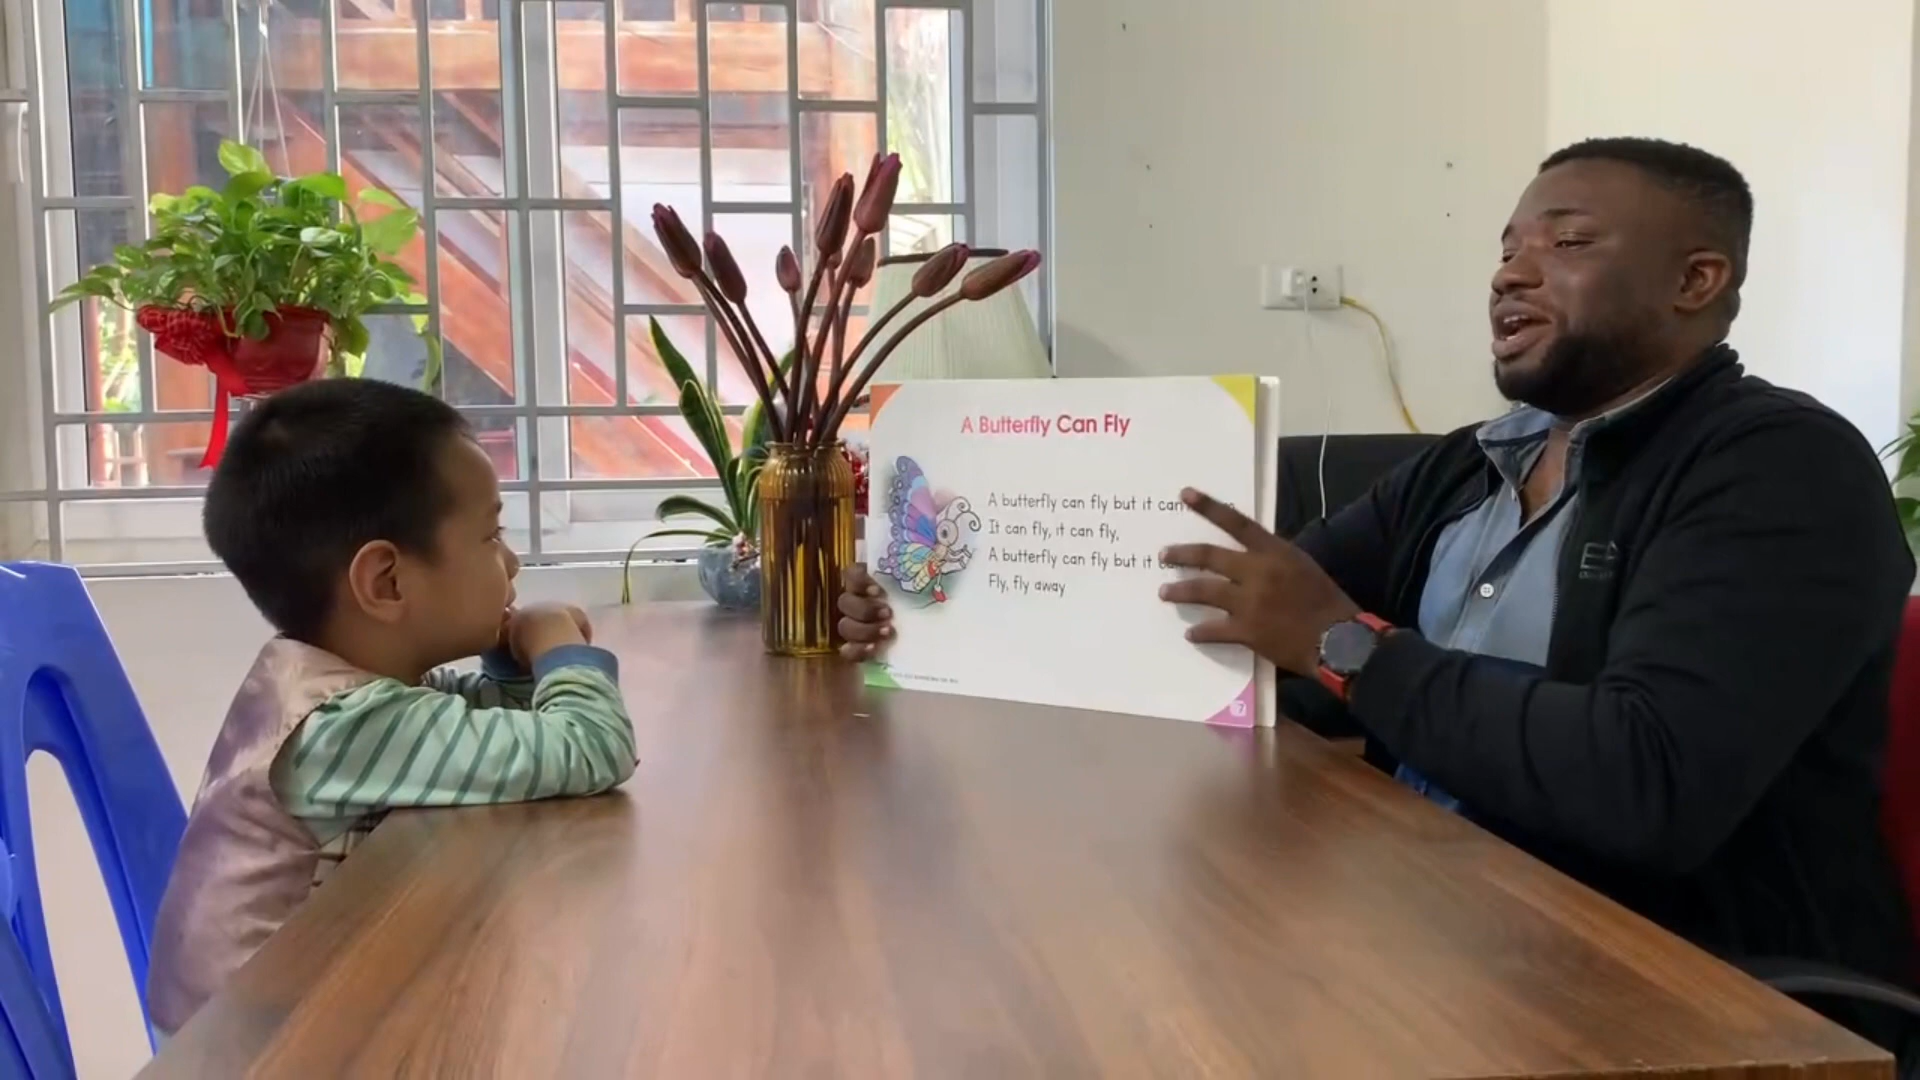 A Butterfly Can Fly
A butterfly can fly but it can
It can fly, it can fly,
A butterfly can fly but it
Fly, fly away
7